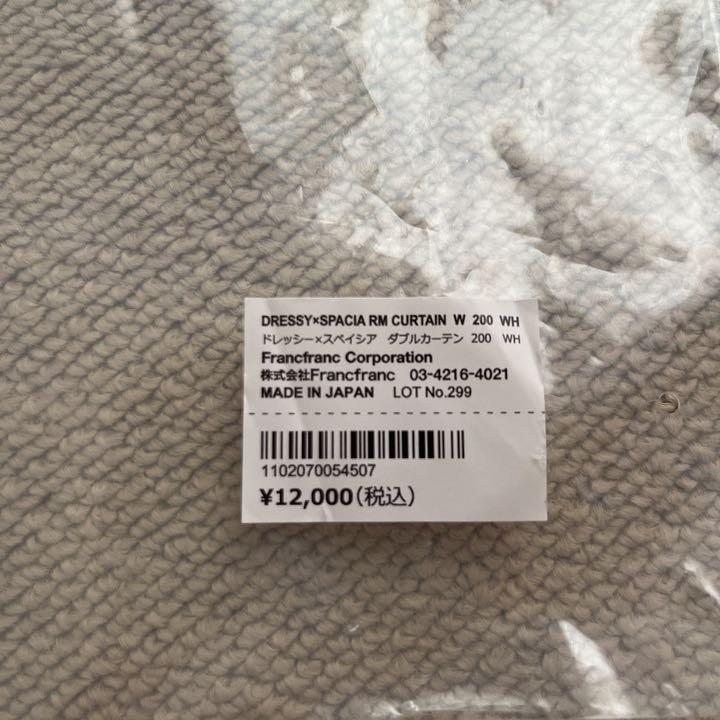 DRESSY×SPACIA RM CURTAIN W 200 WH
ドレッシー×スペイシア ダブルカーテン 200 WH
Francfranc Corporation
株式会社Francfranc 03-4216-4021
MADE IN JAPAN LOT No.299
1102070054507
¥12,000(税込)